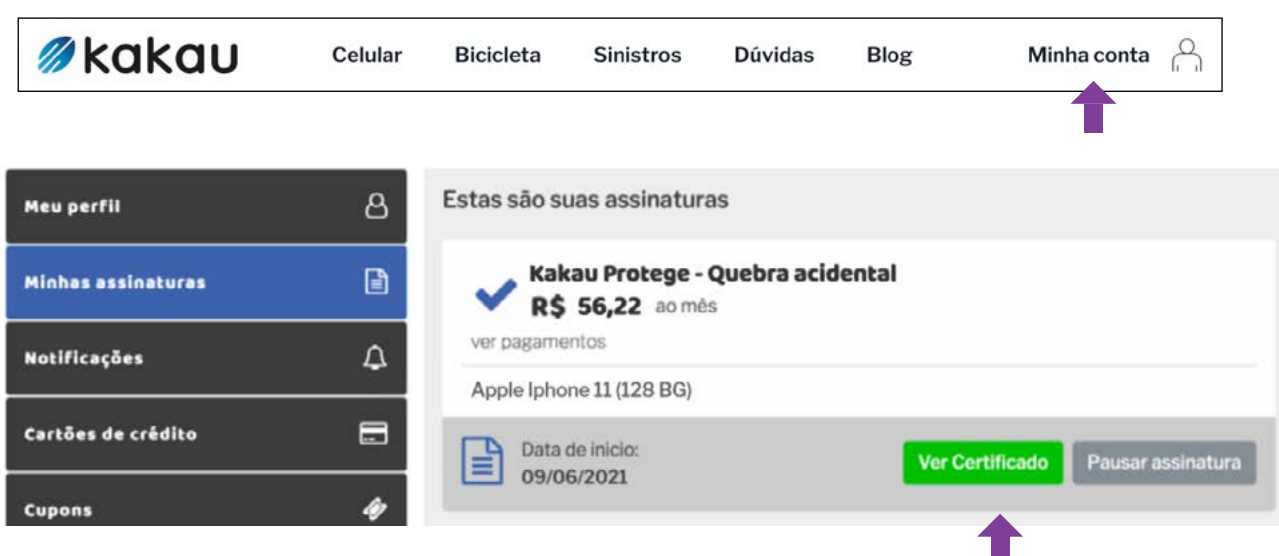 kakau Celular Bicicleta Sinistros Dúvidas Blog Minha conta
Meu perfil
Minhas assinaturas
Notificações
Cartões de crédito
Cupons
Estas são suas assinaturas
Kakau Protege - Quebra acidental
R$ 56,22 ao mês
ver pagamentos
Apple Iphone 11 (128 BG)
Data de inicio:
09/06/2021
Ver Certificado Pausar assinatura